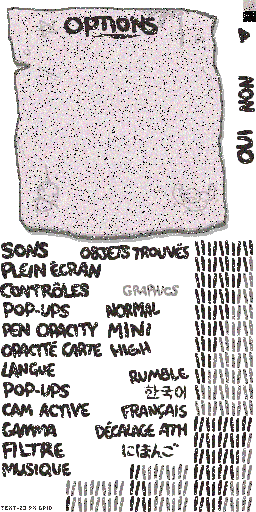 OPTIONS
NON
OUI
SONS
OBJETS TROUVÉS
PLEIN ÉCRAN
CONTRÔLES
GRAPHICS
POP-UPS
NORMAL
PEN OPACITY
MINI
OPACITÉ CARTE
HIGH
LANGUE
RUMBLE
POP-UPS
한국어
CAM ACTIVE
FRANÇAIS
GAMMA
DÉCALAGE ATH
FILTRE
にほんご
MUSIQUE
TEXT-23 PX GRID